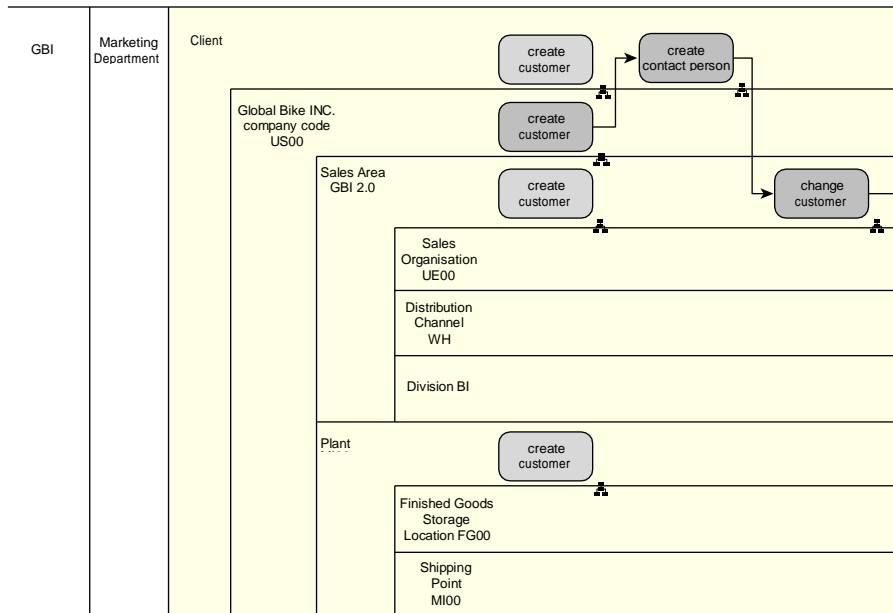 GBI
Marketing
Department
Client
create
customer
create
contact person
Global Bike INC.
company code
US00
create
customer
Sales Area
GBI 2.0
create
customer
change
customer
Sales
Organisation
UE00
Distribution
Channel
WH
Division BI
Plant
create
customer
Finished Goods
Storage
Location FG00
Shipping
Point
MI00